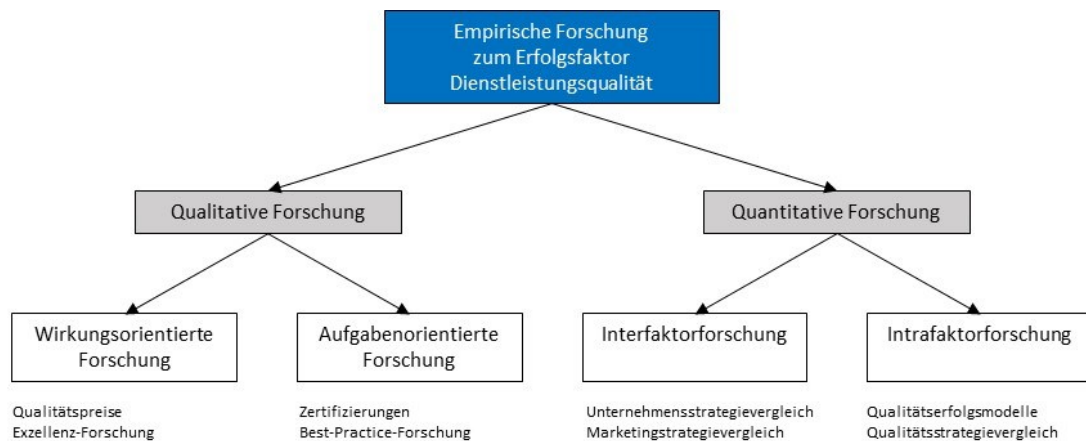 Empirische Forschung
zum Erfolgsfaktor
Dienstleistungsqualität
Qualitative Forschung
Quantitative Forschung
Wirkungsorientierte
Forschung
Aufgabenorientierte
Forschung
Interfaktorforschung
Intrafaktorforschung
Qualitätspreise
Exzellenz-Forschung
Zertifizierungen
Best-Practice-Forschung
Unternehmensstrategievergleich
Marketingstrategievergleich
Qualitätserfolgsmodelle
Qualitätsstrategievergleich